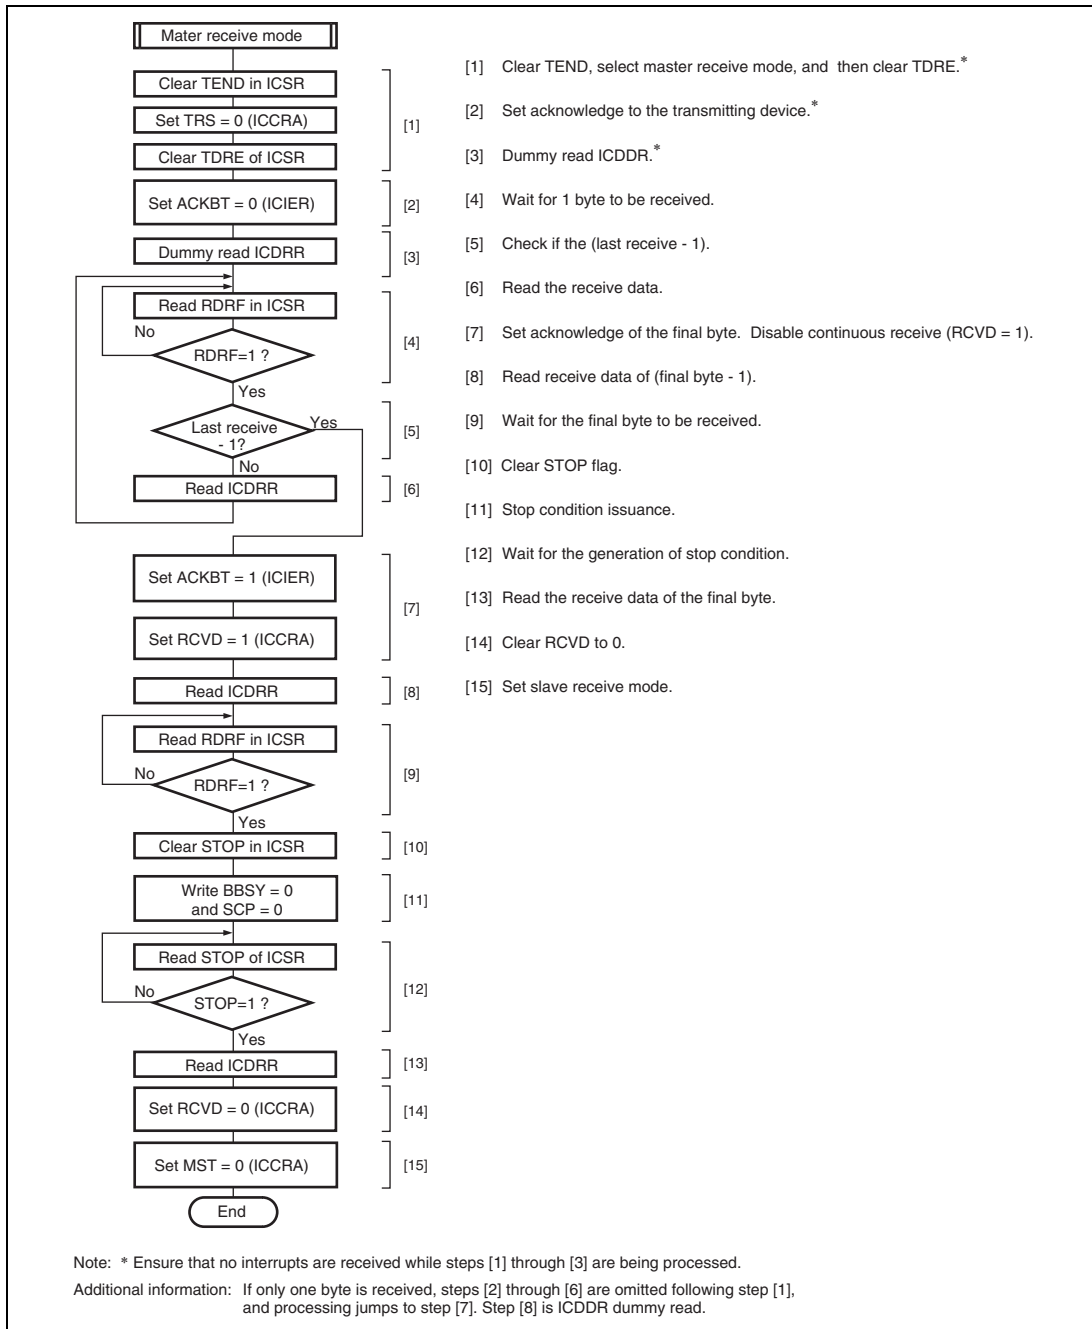 Mater receive mode
Clear TEND in ICSR
Set TRS = 0 (ICCRA)
Clear TDRE of ICSR
[1]
Set ACKBT = 0 (ICIER)
[2]
Dummy read ICDRR
[3]
Read RDRF in ICSR
No
RDRF=1 ?
[4]
Yes
Last receive
- 1?
Yes
[5]
No
Read ICDRR
[6]
Set ACKBT = 1 (ICIER)
[7]
Set RCVD = 1 (ICCRA)
Read ICDRR
[8]
Read RDRF in ICSR
No
RDRF=1 ?
[9]
Yes
Clear STOP in ICSR
[10]
Write BBSY = 0
and SCP = 0
[11]
Read STOP of ICSR
No
STOP=1 ?
[12]
Yes
Read ICDRR
[13]
Set RCVD = 0 (ICCRA)
[14]
Set MST = 0 (ICCRA)
[15]
End
[1] Clear TEND, select master receive mode, and then clear TDRE.*
[2] Set acknowledge to the transmitting device.*
[3] Dummy read ICDDR.*
[4] Wait for 1 byte to be received.
[5] Check if the (last receive - 1).
[6] Read the receive data.
[7] Set acknowledge of the final byte. Disable continuous receive (RCVD = 1).
[8] Read receive data of (final byte - 1).
[9] Wait for the final byte to be received.
[10] Clear STOP flag.
[11] Stop condition issuance.
[12] Wait for the generation of stop condition.
[13] Read the receive data of the final byte.
[14] Clear RCVD to 0.
[15] Set slave receive mode.
Note: * Ensure that no interrupts are received while steps [1] through [3] are being processed.
Additional information: If only one byte is received, steps [2] through [6] are omitted following step [1],
and processing jumps to step [7]. Step [8] is ICDDR dummy read.